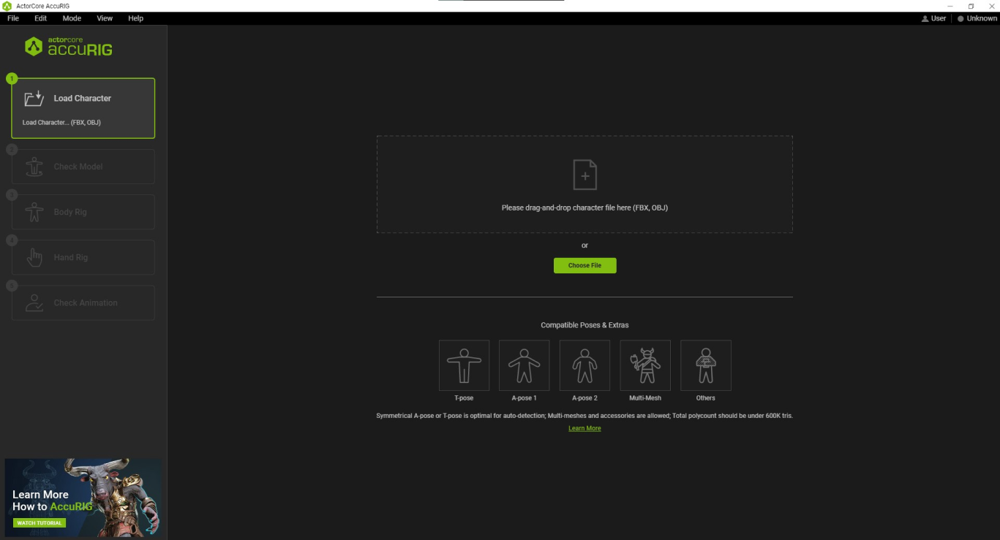 ActorCore AccuRIG
File Edit Mode View Help
User Unknown
actorcore
accuRIG
1
Load Character
Load Character... (FBX, OBJ)
2
Check Model
3
Body Rig
4
Hand Rig
5
Check Animation
Learn More
How to AccuRIG
WATCH TUTORIAL
Please drag-and-drop character file here (FBX, OBJ)
or
Choose File
Compatible Poses & Extras
T-pose A-pose 1 A-pose 2 Multi-Mesh Others
Symmetrical A-pose or T-pose is optimal for auto-detection; Multi-meshes and accessories are allowed; Total polycount should be under 600K tris.
Learn More